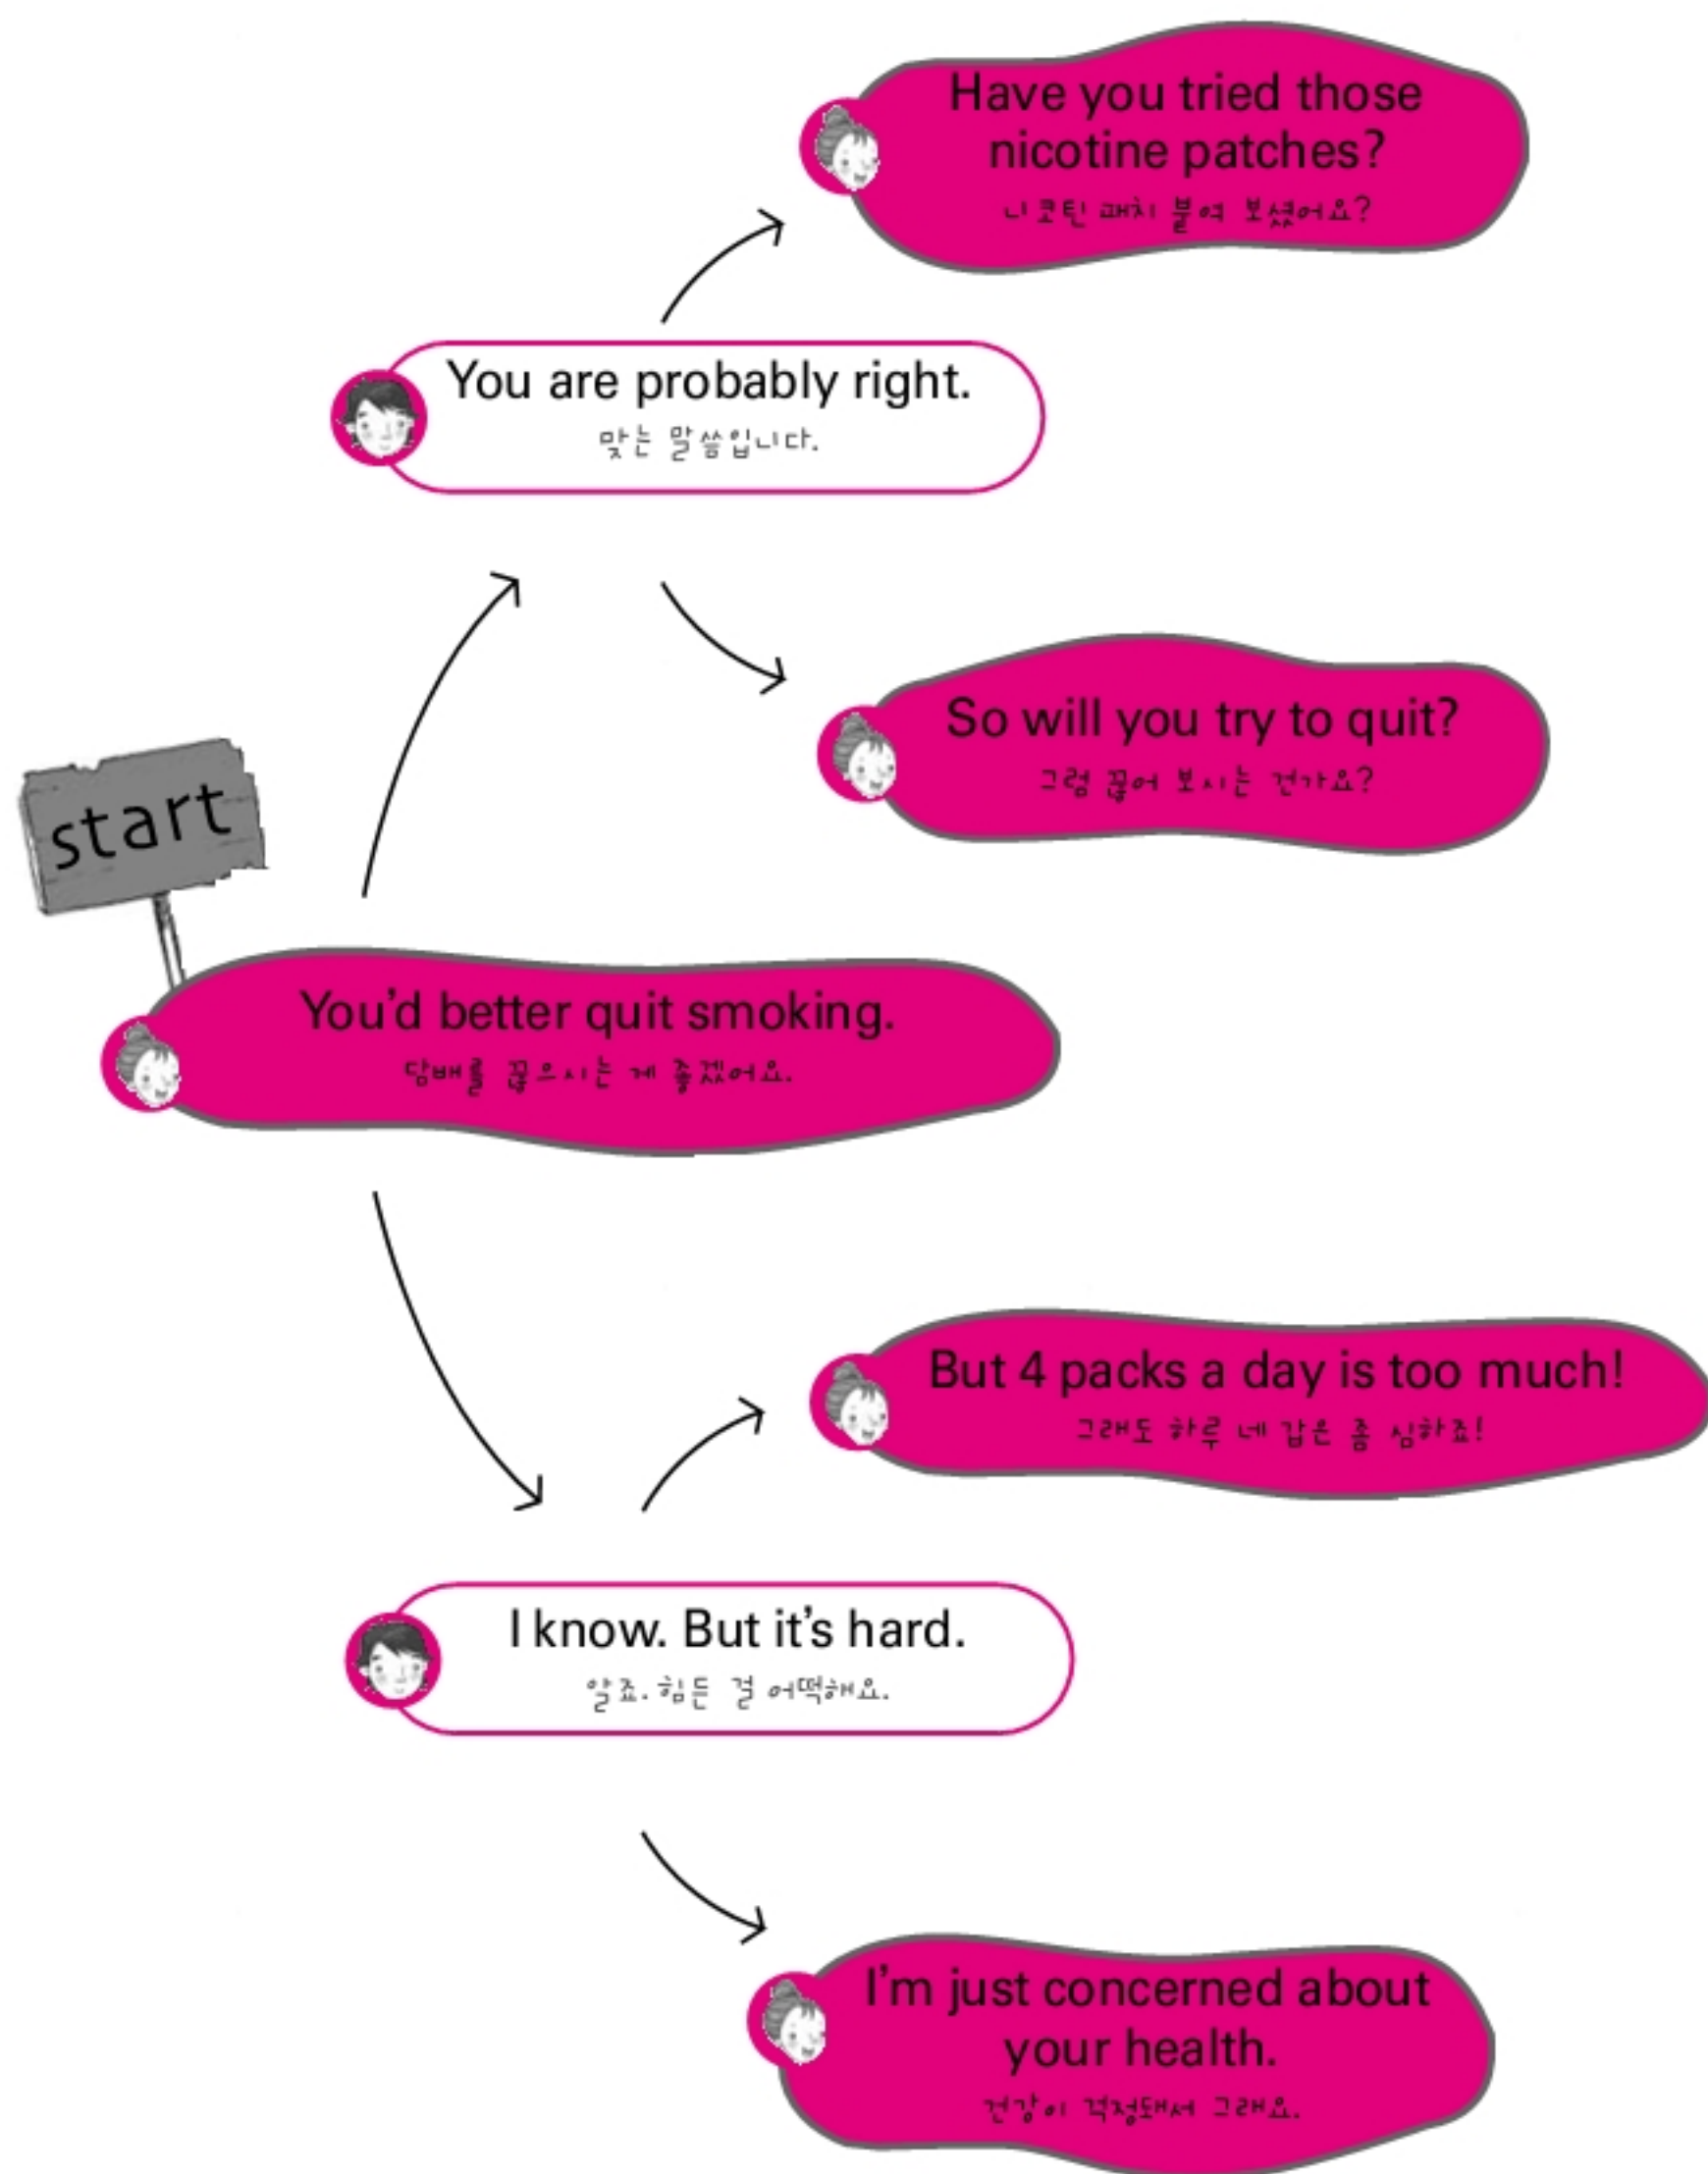 Have you tried those
nicotine patches?
니코틴 패치 붙여 보셨어요?
You are probably right.
맞는 말씀입니다.
So will you try to quit?
그럼 끊어 보시는 건가요?
start
You'd better quit smoking.
담배를 끊으시는 게 좋겠어요.
But 4 packs a day is too much!
그래도 하루 네 갑은 좀 심하죠!
I know. But it's hard.
알죠. 힘든 걸 어떡해요.
I'm just concerned about
your health.
건강이 걱정돼서 그래요.